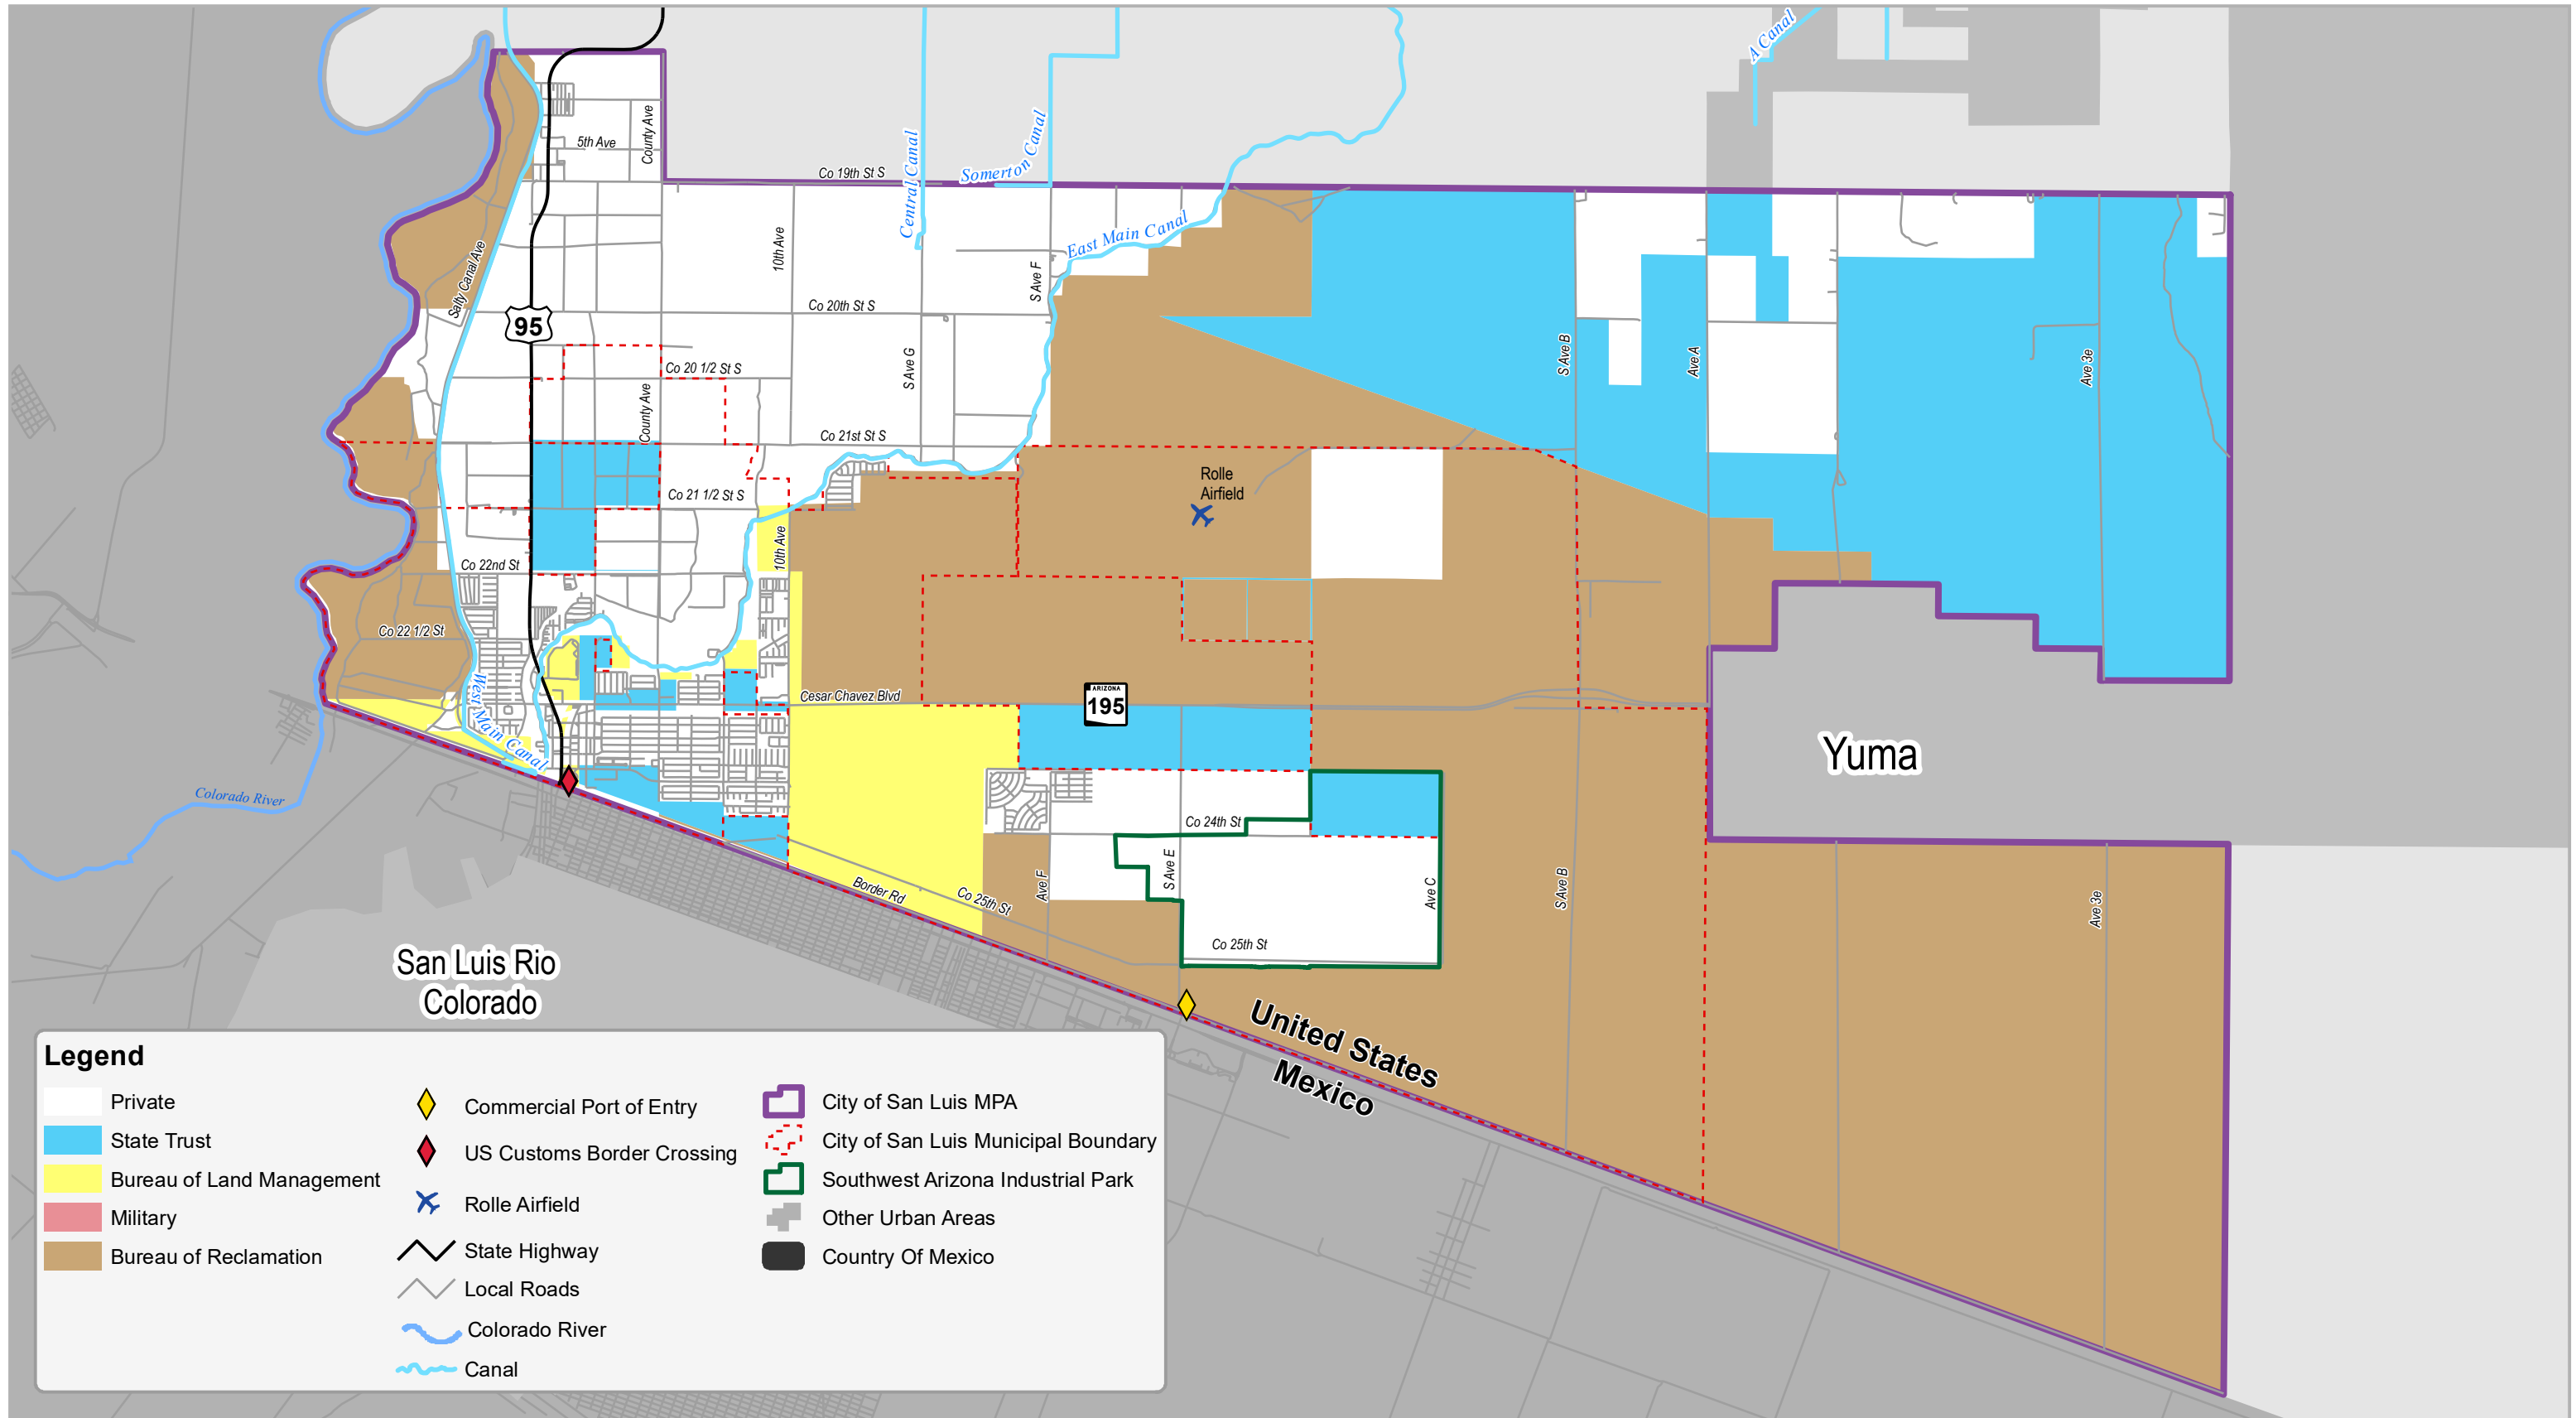 A Canal
5th Ave
County Ave
Central Canal
Somerton Canal
Co 19th St S
East Main Canal
10th Ave
S Ave F
Salty Canal Ave
Co 20th St S
95
S Ave G
Co 20 1/2 St S
S Ave B
Ave A
Ave 3e
County Ave
Co 21st St S
Rolle
Airfield
Co 21 1/2 St S
10th Ave
Co 22nd St
Co 22 1/2 St
Cesar Chavez Blvd
ARIZONA
195
West Main Canal
Yuma
Colorado River
Co 24th St
S Ave E
Ave F
Ave C
S Ave B
Ave 3e
Border Rd
Co 25th St
Co 25th St
San Luis Rio
Colorado
United States
Mexico
Legend
Private
State Trust
Bureau of Land Management
Military
Bureau of Reclamation
Commercial Port of Entry
US Customs Border Crossing
Rolle Airfield
State Highway
Local Roads
Colorado River
Canal
City of San Luis MPA
City of San Luis Municipal Boundary
Southwest Arizona Industrial Park
Other Urban Areas
Country Of Mexico